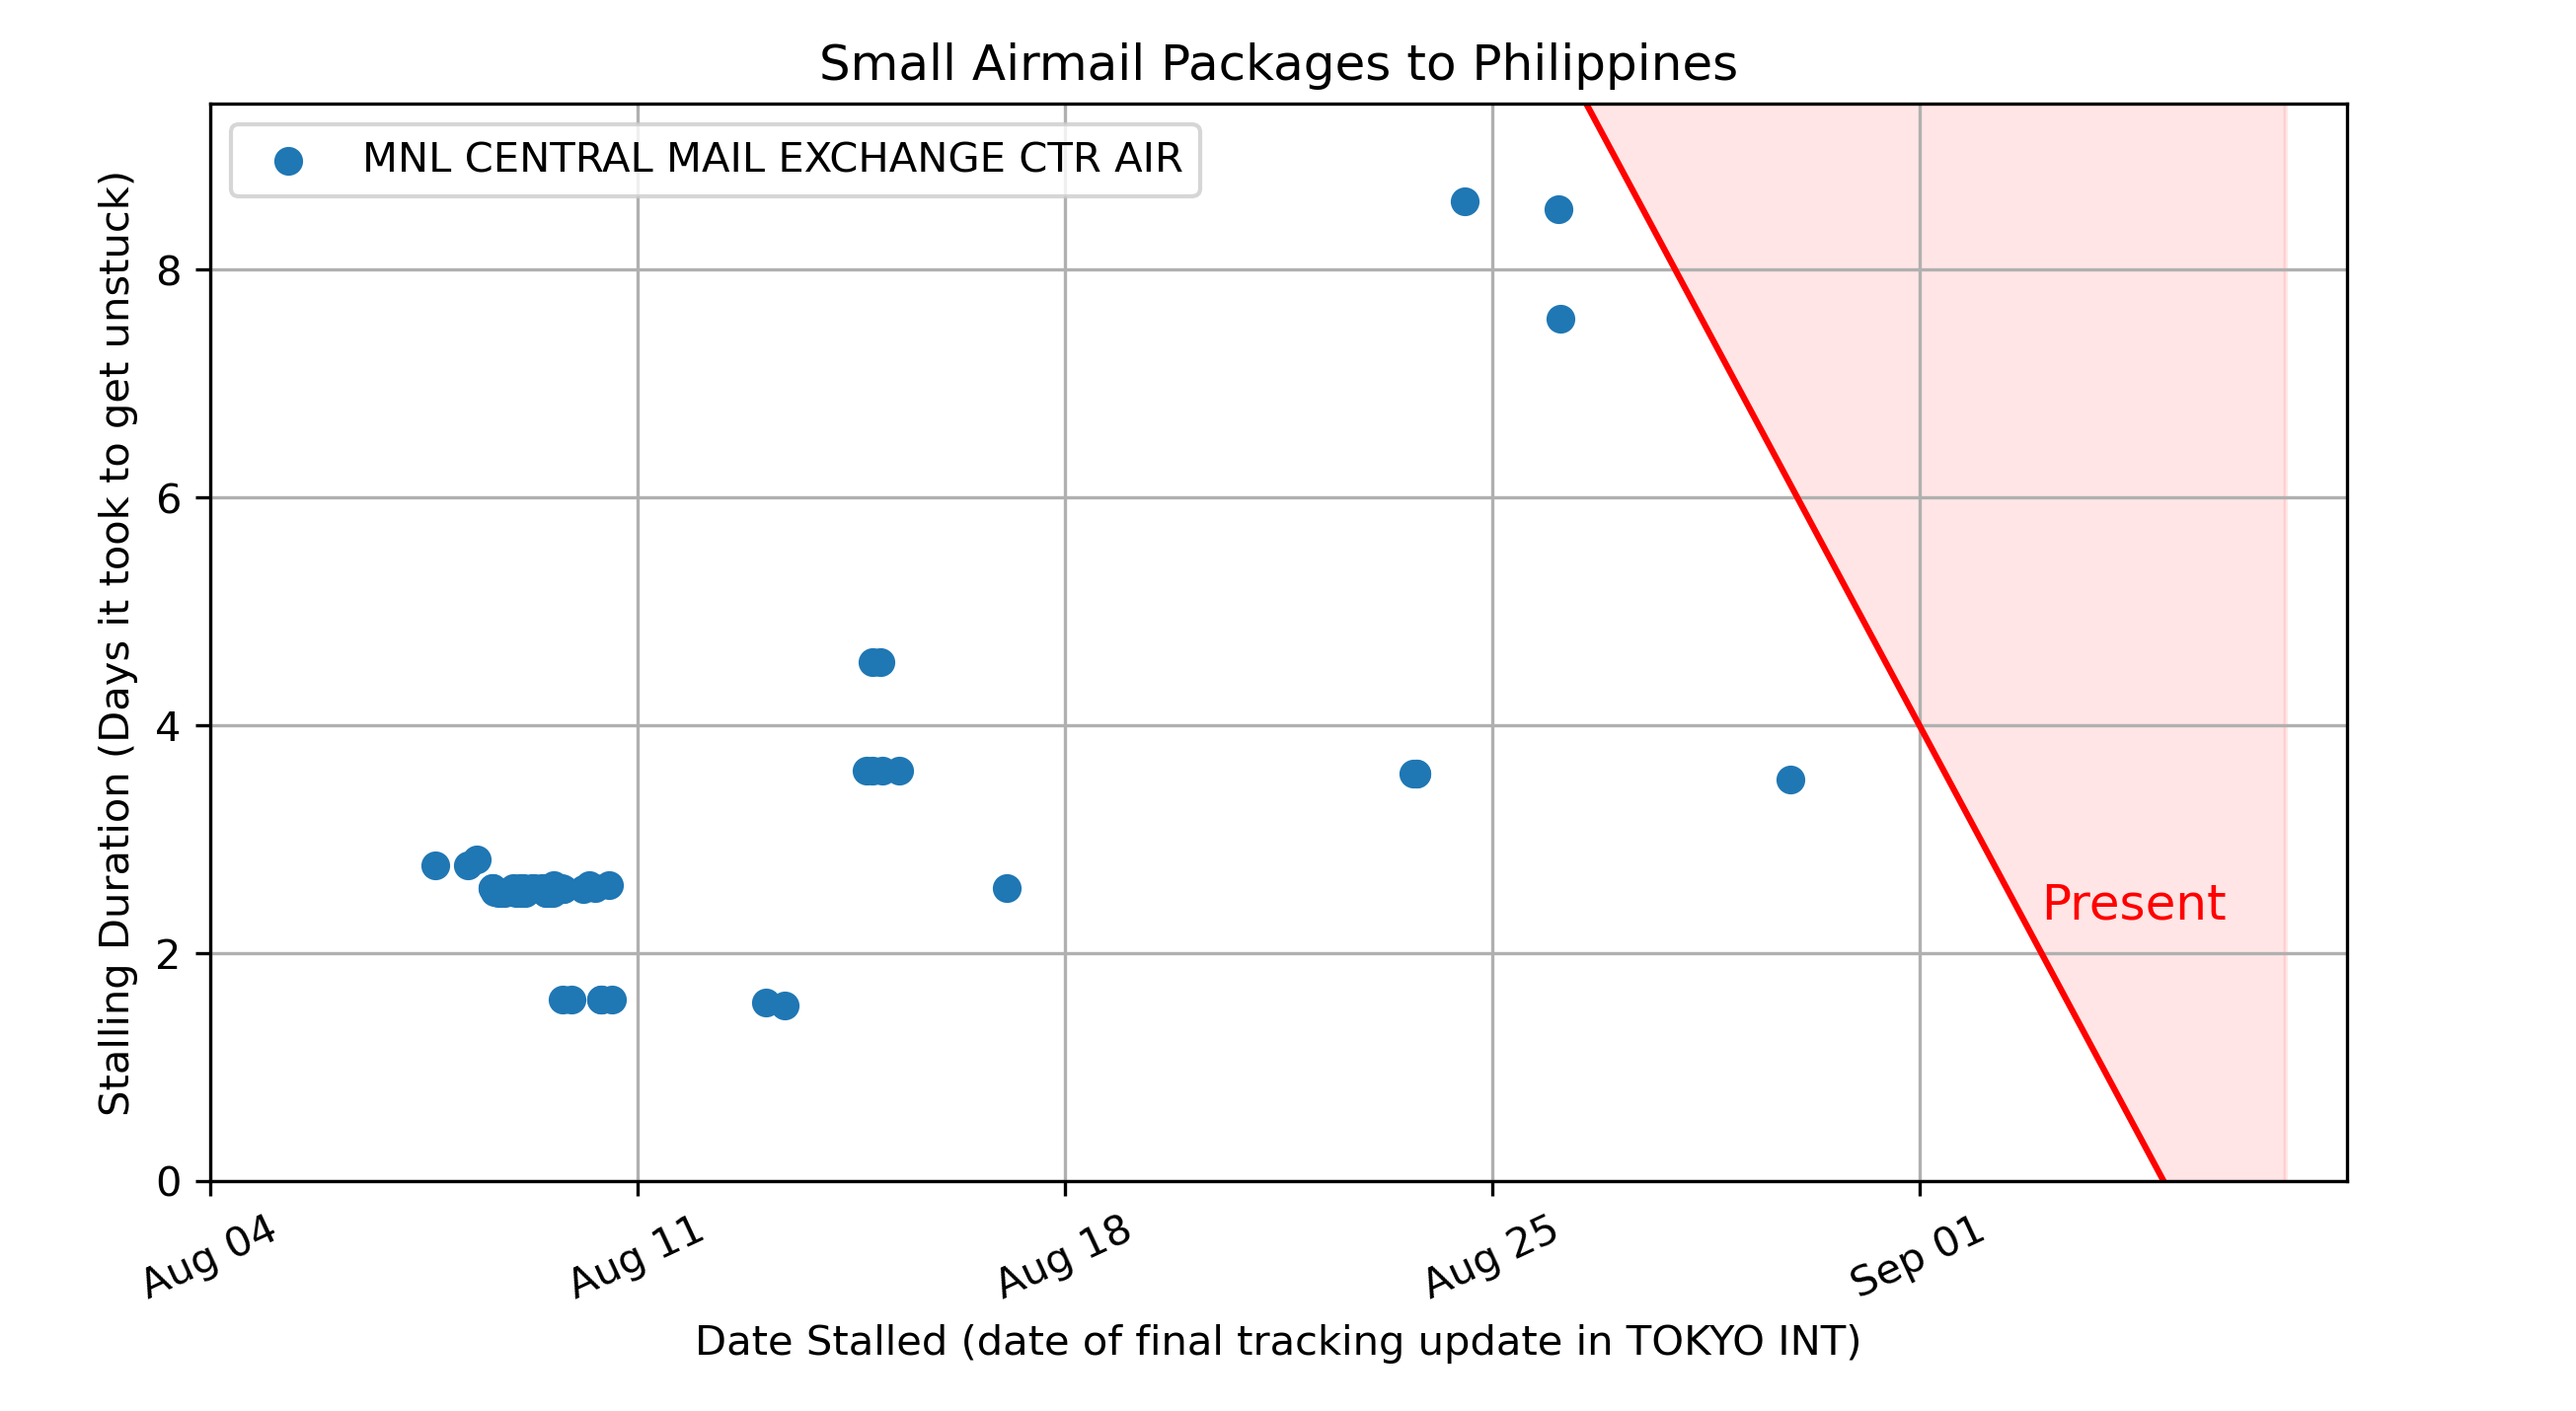 Small Airmail Packages to Philippines
MNL CENTRAL MAIL EXCHANGE CTR AIR
Stalling Duration (Days it took to get unstuck)
8
6
4
2
0
Present
Aug 04
Aug 11
Aug 18
Aug 25
Sep 01
Date Stalled (date of final tracking update in TOKYO INT)